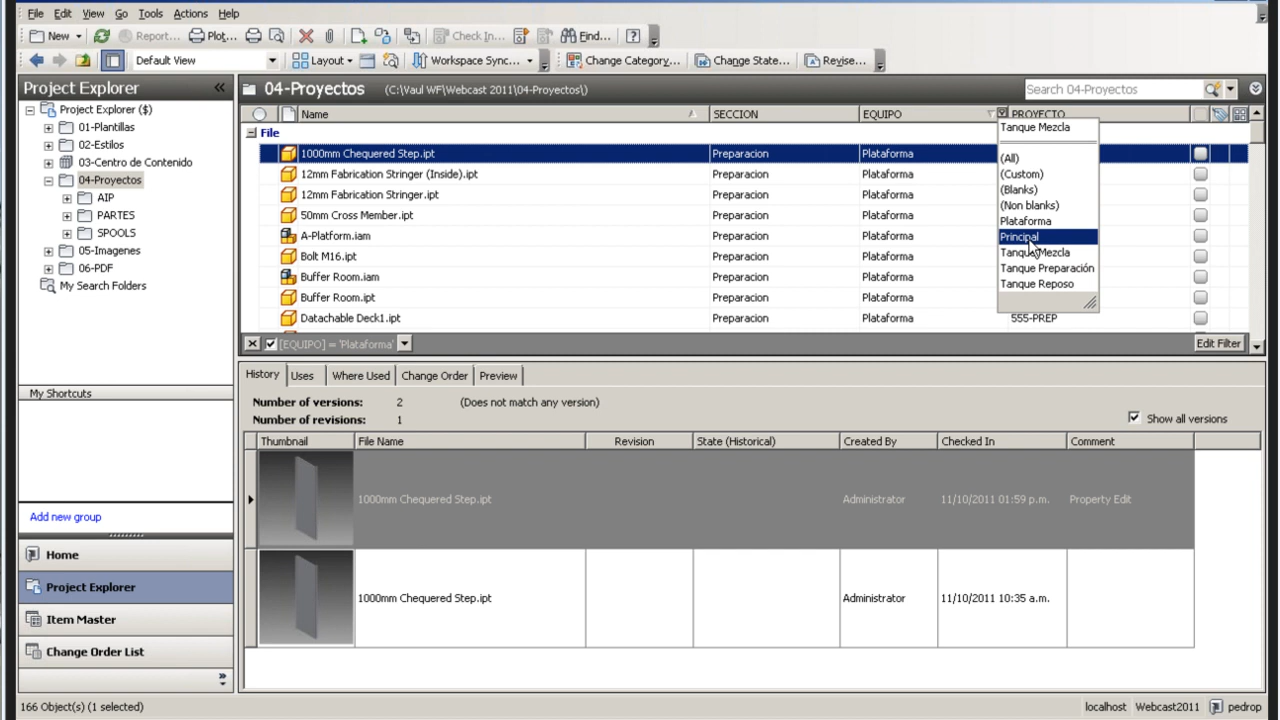 File Edit View Go Tools Actions Help
New Report... Plot... Check In... Find...
Default View Layout Workspace Sync... Change Category... Change State... Revise...
Project Explorer «
04-Proyectos (C:\Vaul WF\Webcast 2011\04-Proyectos\) Search 04-Proyectos
Project Explorer ($)
01-Plantillas
02-Estilos
03-Centro de Contenido
04-Proyectos
AIP
PARTES
SPOOLS
05-Imagenes
06-PDF
My Search Folders
My Shortcuts
Add new group
Home
Project Explorer
Item Master
Change Order List
Name SECCION EQUIPO PROYECTO
File
1000mm Chequered Step.ipt Preparacion Plataforma
12mm Fabrication Stringer (Inside).ipt Preparacion Plataforma
12mm Fabrication Stringer.ipt Preparacion Plataforma
50mm Cross Member.ipt Preparacion Plataforma
A-Platform.iam Preparacion Plataforma
Bolt M16.ipt Preparacion Plataforma
Buffer Room.iam Preparacion Plataforma
Buffer Room.ipt Preparacion Plataforma
Datachable Deck1.ipt Preparacion Plataforma 555-PREP
Tanque Mezcla
(All)
(Custom)
(Blanks)
(Non blanks)
Plataforma
Principal
Tanque Mezcla
Tanque Preparación
Tanque Reposo
[EQUIPO] = 'Plataforma' Edit Filter
History Uses Where Used Change Order Preview
Number of versions: 2 (Does not match any version)
Number of revisions: 1 Show all versions
Thumbnail File Name Revision State (Historical) Created By Checked In Comment
1000mm Chequered Step.ipt Administrator 11/10/2011 01:59 p.m. Property Edit
1000mm Chequered Step.ipt Administrator 11/10/2011 10:35 a.m.
166 Object(s) (1 selected) localhost Webcast2011 pedrop